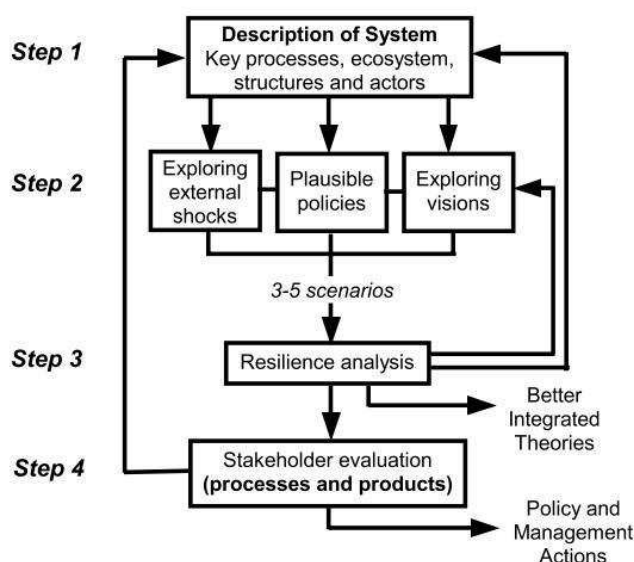 Step 1
Description of System
Key processes, ecosystem,
structures and actors
Step 2
Exploring
external
shocks
Plausible
policies
Exploring
visions
3-5 scenarios
Step 3
Resilience analysis
Better
Integrated
Theories
Step 4
Stakeholder evaluation
(processes and products)
Policy and
Management
Actions